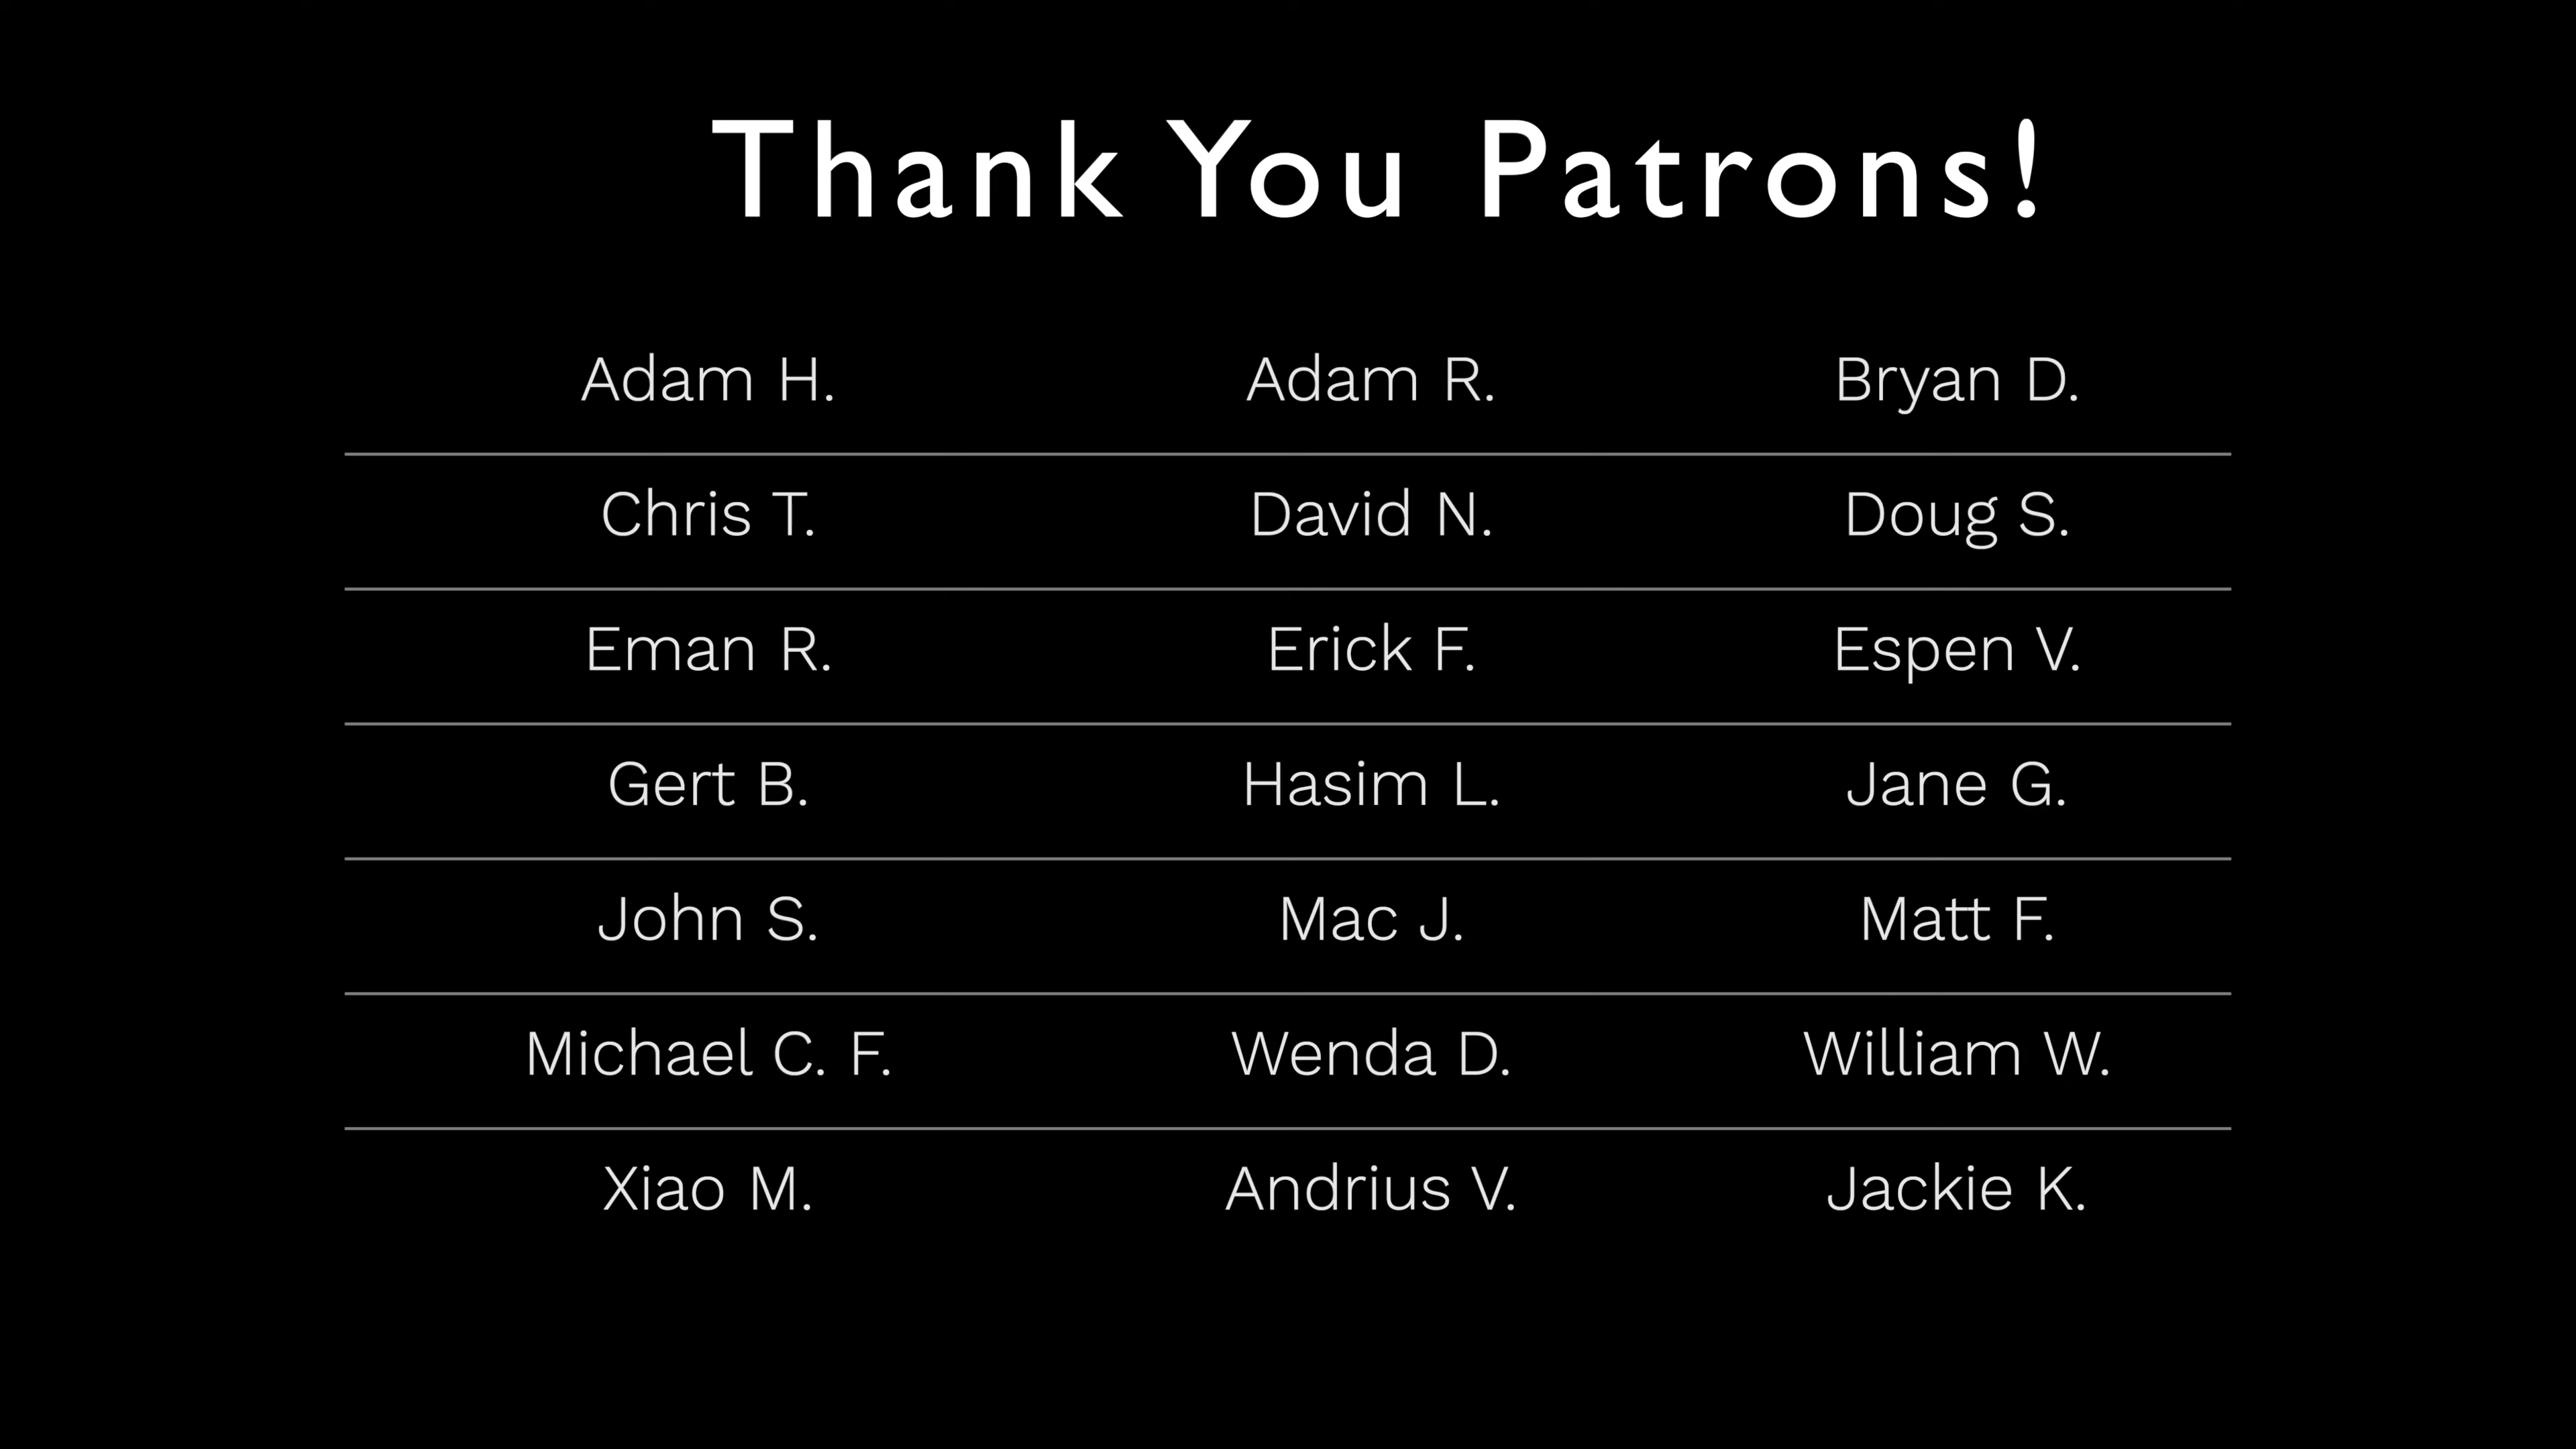 Thank You Patrons!
Adam H. Adam R. Bryan D.
Chris T. David N. Doug S.
Eman R. Erick F. Espen V.
Gert B. Hasim L. Jane G.
John S. Mac J. Matt F.
Michael C. F. Wenda D. William W.
Xiao M. Andrius V. Jackie K.